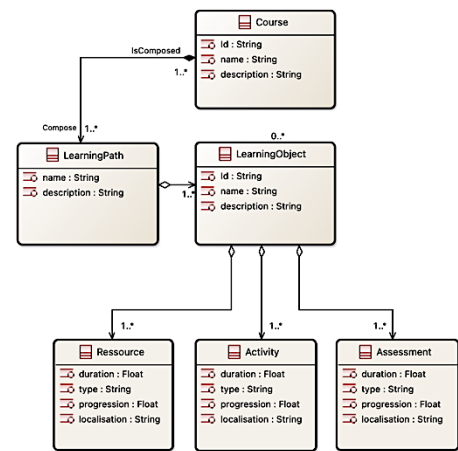 Course
Id : String
name : String
description : String
IsComposed
1..*
Compose
1..*
0..*
LearningPath
name : String
description : String
1..*
LearningObject
Id : String
name : String
description : String
1..*
1..*
1..*
Ressource
duration : Float
type : String
progression : Float
localisation : String
Activity
duration : Float
type : String
progression : Float
localisation : String
Assessment
duration : Float
type : String
progression : Float
localisation : String